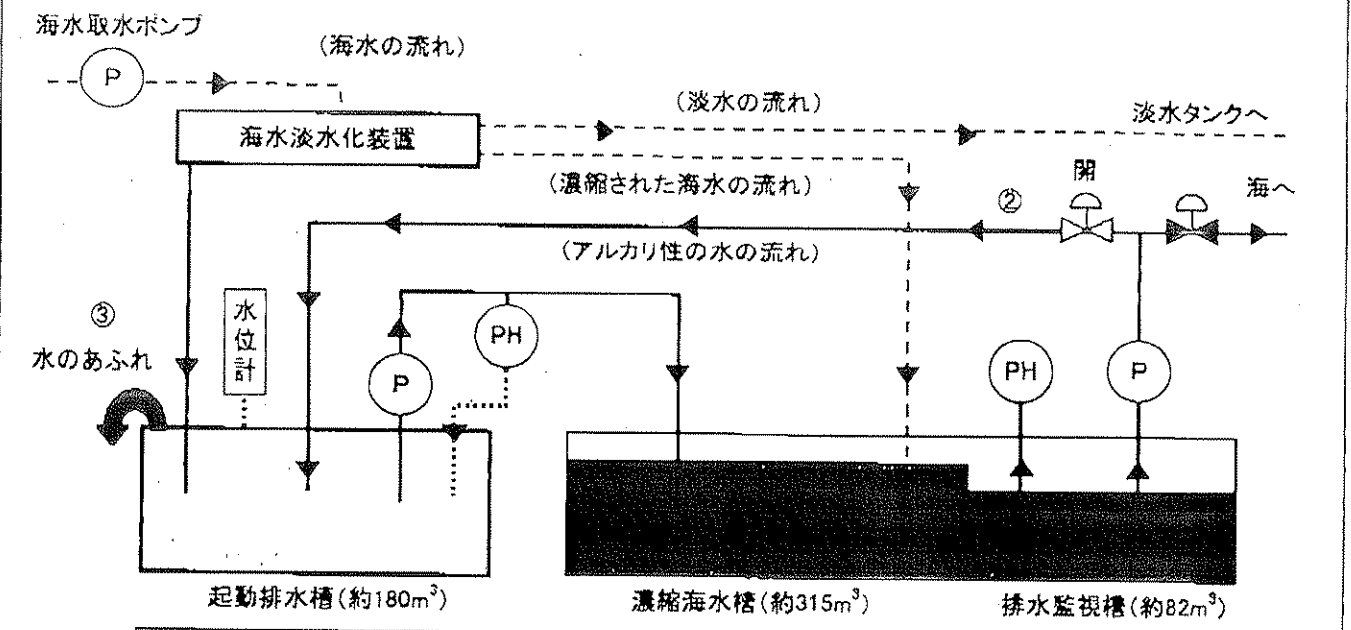 海水取水ポンプ
(海水の流れ)
P
(淡水の流れ)
淡水タンクへ
海水淡水化装置
開
(濃縮された海水の流れ)
②
海へ
(アルカリ性の水の流れ)
③
水のあふれ
水位計
PH
P
PH
P
起動排水槽(約180m³)
濃縮海水槽(約315m³)
排水監視槽(約82m³)